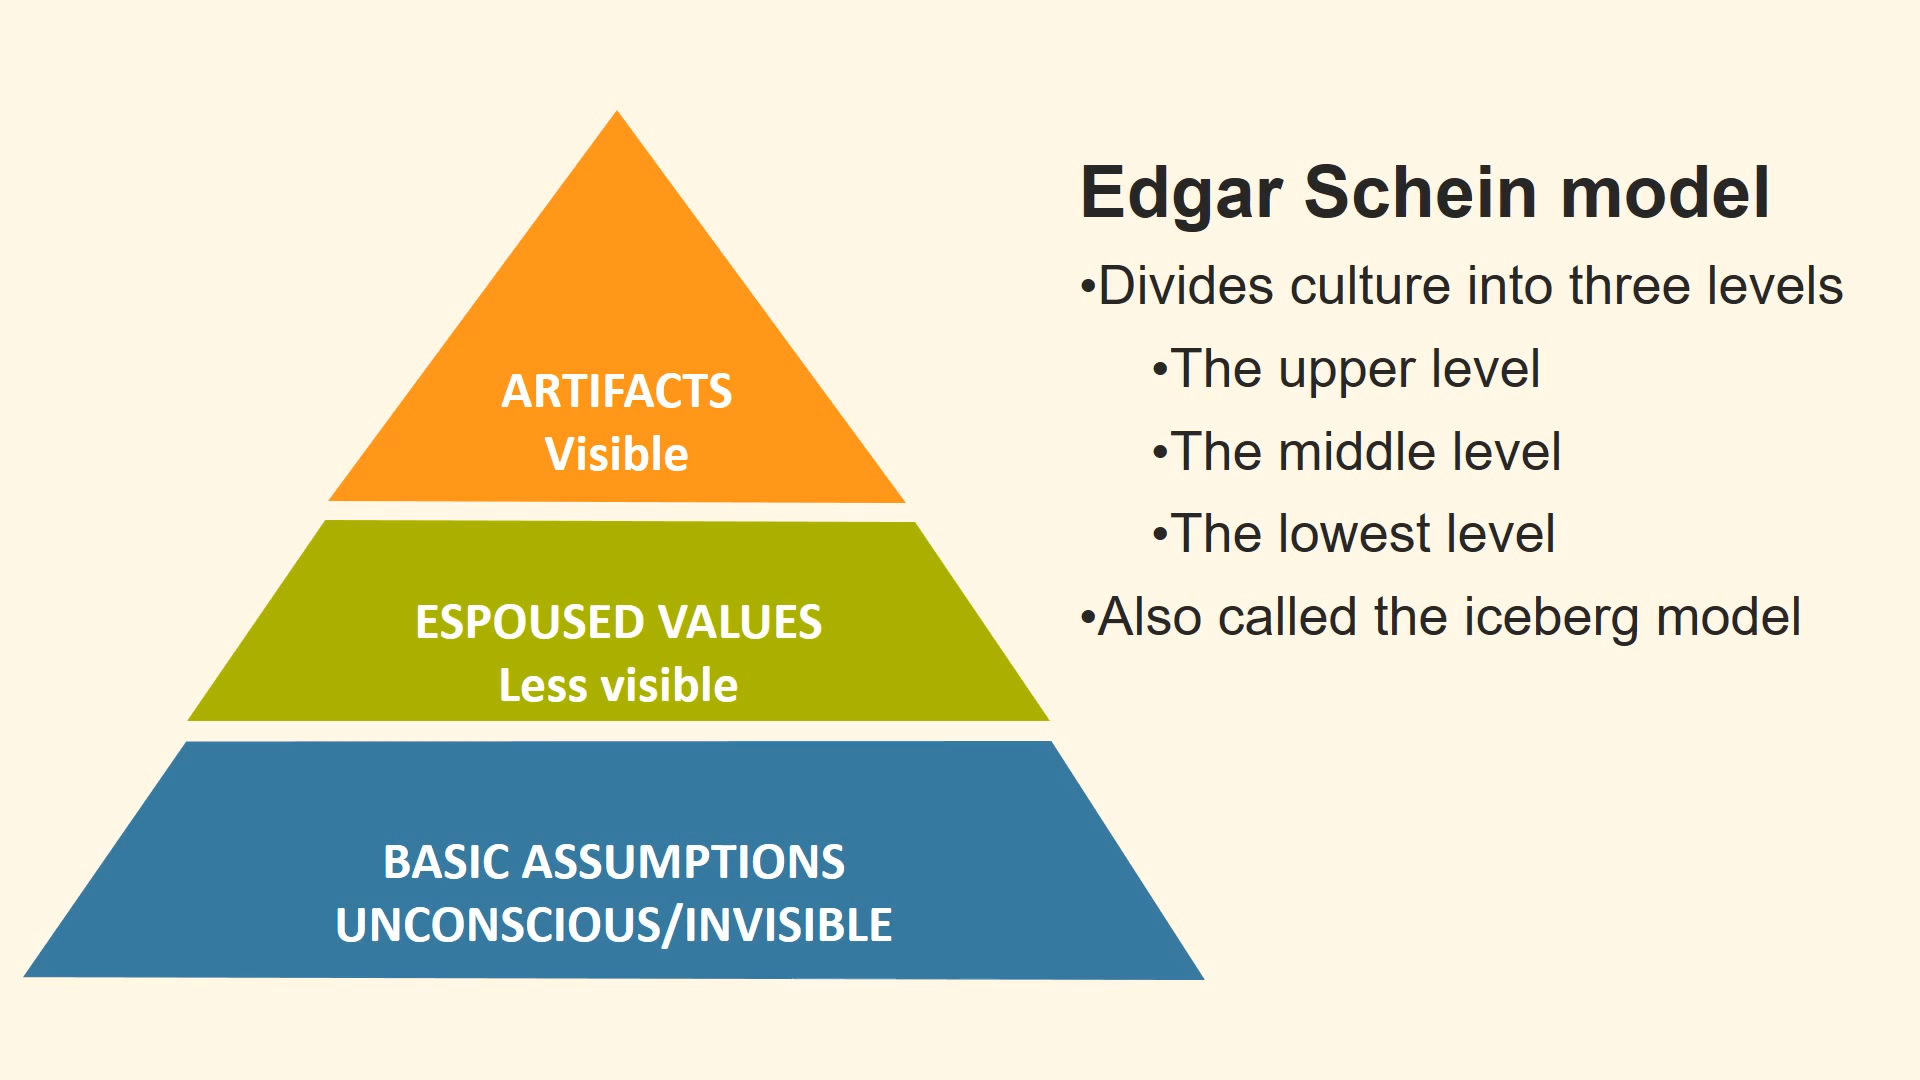 ARTIFACTS
Visible
ESPOUSED VALUES
Less visible
BASIC ASSUMPTIONS
UNCONSCIOUS/INVISIBLE
Edgar Schein model
•Divides culture into three levels
•The upper level
•The middle level
•The lowest level
•Also called the iceberg model